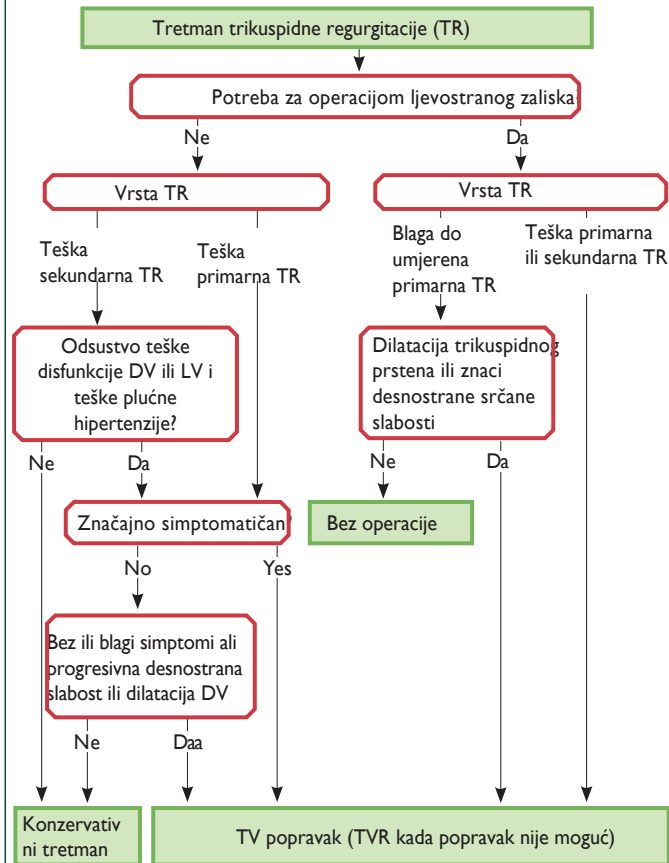 Tretman trikuspidne regurgitacije (TR)
Potreba za operacijom ljevostranog zaliska?
Ne
Da
Vrsta TR
Vrsta TR
Teška
sekundarna TR
Teška
primarna TR
Blaga do
umjerena
primarna TR
Teška primarna
ili sekundarna TR
Odsustvo teške
disfunkcije DV ili LV i
teške plućne
hipertenzije?
Dilatacija trikuspidnog
prstena ili znaci
desnostrane srčane
slabosti
Ne
Da
Ne
Da
Značajno simptomatičan?
Bez operacije
No
Yes
Bez ili blagi simptomi ali
progresivna desnostrana
slabost ili dilatacija DV
Ne
Daa
Konzervativ
ni tretman
TV popravak (TVR kada popravak nije moguć)